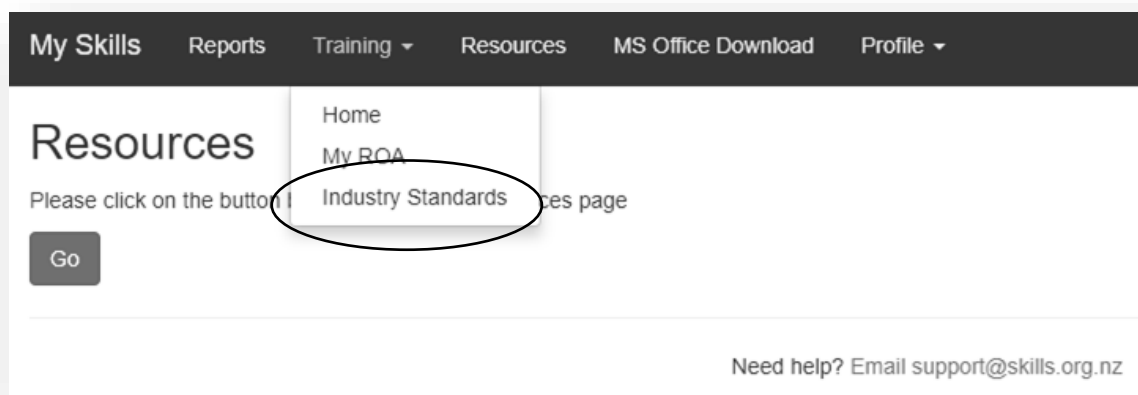 My Skills Reports Training Resources MS Office Download Profile
Home
My ROA
Industry Standards
Resources
Please click on the button ces page
Go
Need help? Email support@skills.org.nz